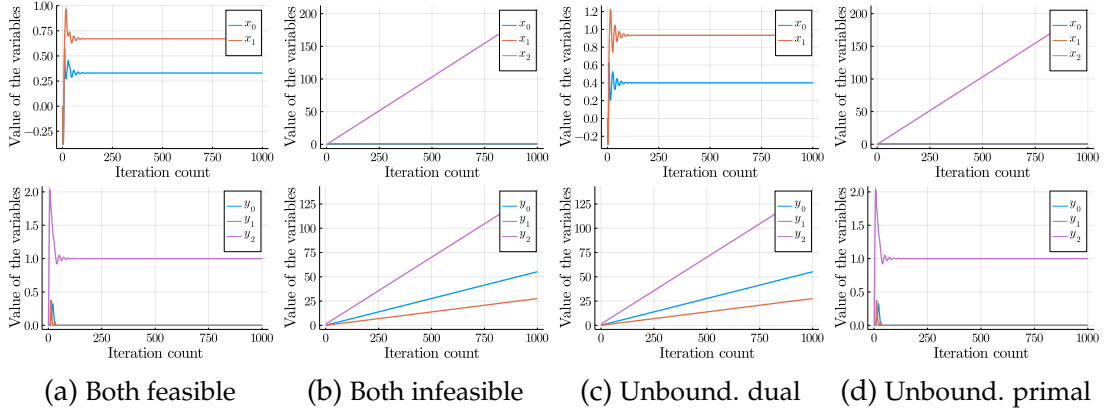 Value of the variables
1.00
0.75
0.50
0.25
0.00
−0.25
x₀
x₁
0 250 500 750 1000
Iteration count
Value of the variables
200
150
100
50
0
x₀
x₁
x₂
0 250 500 750 1000
Iteration count
Value of the variables
1.2
1.0
0.8
0.6
0.4
0.2
0.0
−0.2
x₀
x₁
0 250 500 750 1000
Iteration count
Value of the variables
200
150
100
50
0
x₀
x₁
x₂
0 250 500 750 1000
Iteration count
Value of the variables
2.0
1.5
1.0
0.5
0.0
y₀
y₁
y₂
0 250 500 750 1000
Iteration count
Value of the variables
125
100
75
50
25
0
y₀
y₁
y₂
0 250 500 750 1000
Iteration count
Value of the variables
125
100
75
50
25
0
y₀
y₁
y₂
0 250 500 750 1000
Iteration count
Value of the variables
2.0
1.5
1.0
0.5
0.0
y₀
y₁
y₂
0 250 500 750 1000
Iteration count
(a) Both feasible
(b) Both infeasible
(c) Unbound. dual
(d) Unbound. primal